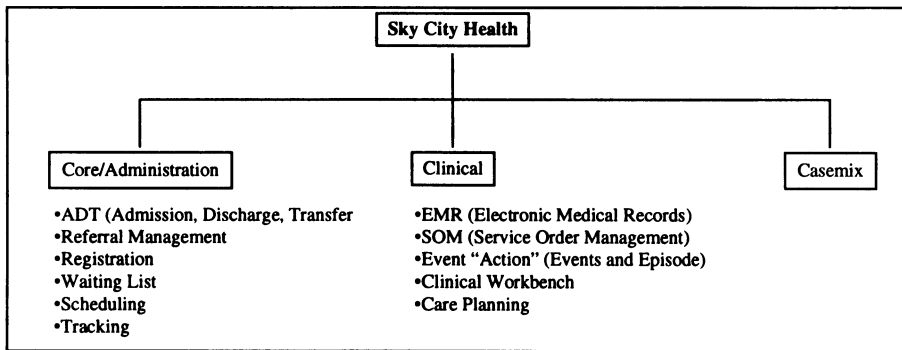 Sky City Health
Core/Administration
Clinical
Casemix
•ADT (Admission, Discharge, Transfer
•Referral Management
•Registration
•Waiting List
•Scheduling
•Tracking
•EMR (Electronic Medical Records)
•SOM (Service Order Management)
•Event “Action” (Events and Episode)
•Clinical Workbench
•Care Planning